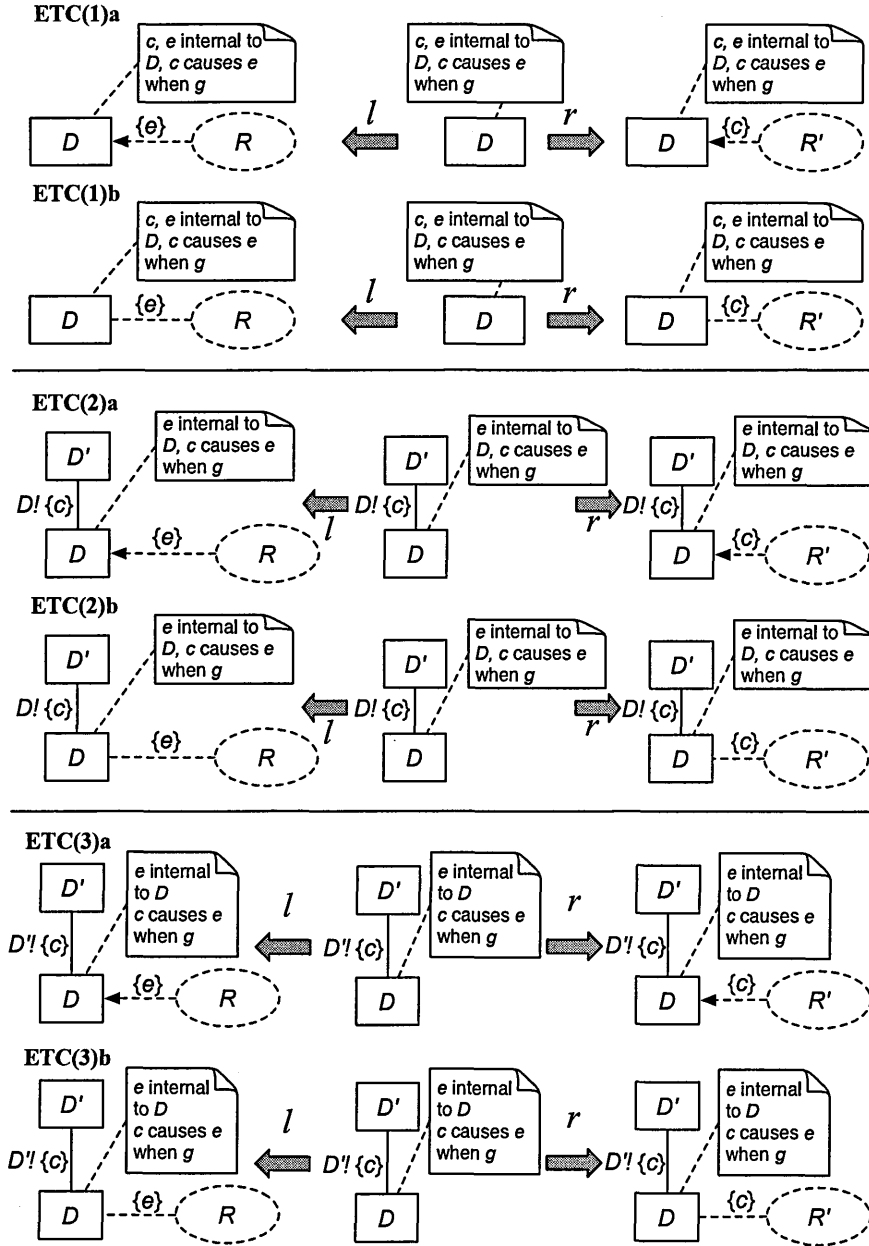 ETC(1)a
c, e internal to
D, c causes e
when g
c, e internal to
D, c causes e
when g
c, e internal to
D, c causes e
when g
l
r
D
{e}
R
D
D
{c}
R'
ETC(1)b
c, e internal to
D, c causes e
when g
c, e internal to
D, c causes e
when g
c, e internal to
D, c causes e
when g
l
r
D
{e}
R
D
D
{c}
R'
ETC(2)a
D'
e internal to
D, c causes e
when g
D'
e internal to
D, c causes e
when g
D'
e internal to
D, c causes e
when g
D! {c}
l
D! {c}
r
D! {c}
D
{e}
R
D
D
{c}
R'
ETC(2)b
D'
e internal to
D, c causes e
when g
D'
e internal to
D, c causes e
when g
D'
e internal to
D, c causes e
when g
D! {c}
l
D! {c}
r
D! {c}
D
{e}
R
D
D
{c}
R'
ETC(3)a
D'
e internal
to D
c causes e
when g
l
D'
e internal
to D
c causes e
when g
r
D'
e internal
to D
c causes e
when g
D'! {c}
D'! {c}
D'! {c}
D
{e}
R
D
D
{c}
R'
ETC(3)b
D'
e internal
to D
c causes e
when g
l
D'
e internal
to D
c causes e
when g
r
D'
e internal
to D
c causes e
when g
D'! {c}
D'! {c}
D'! {c}
D
{e}
R
D
D
{c}
R'